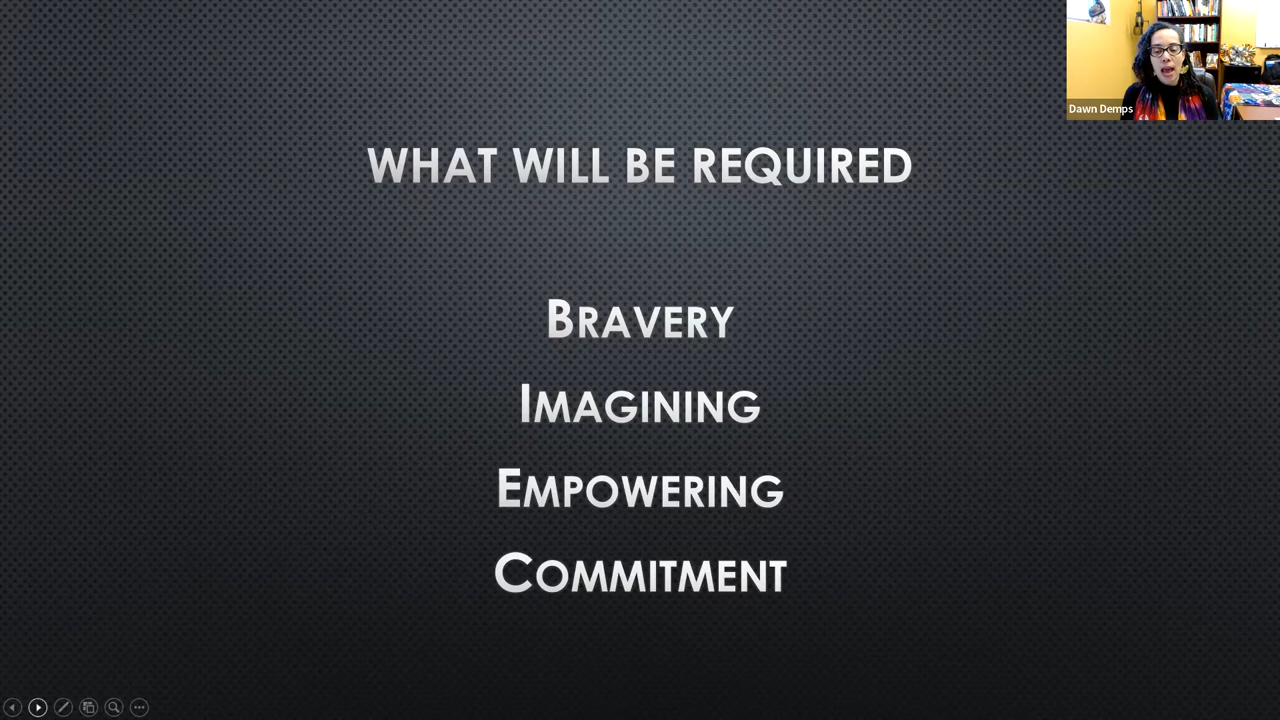 Dawn Demps
WHAT WILL BE REQUIRED
BRAVERY
IMAGINING
EMPOWERING
COMMITMENT